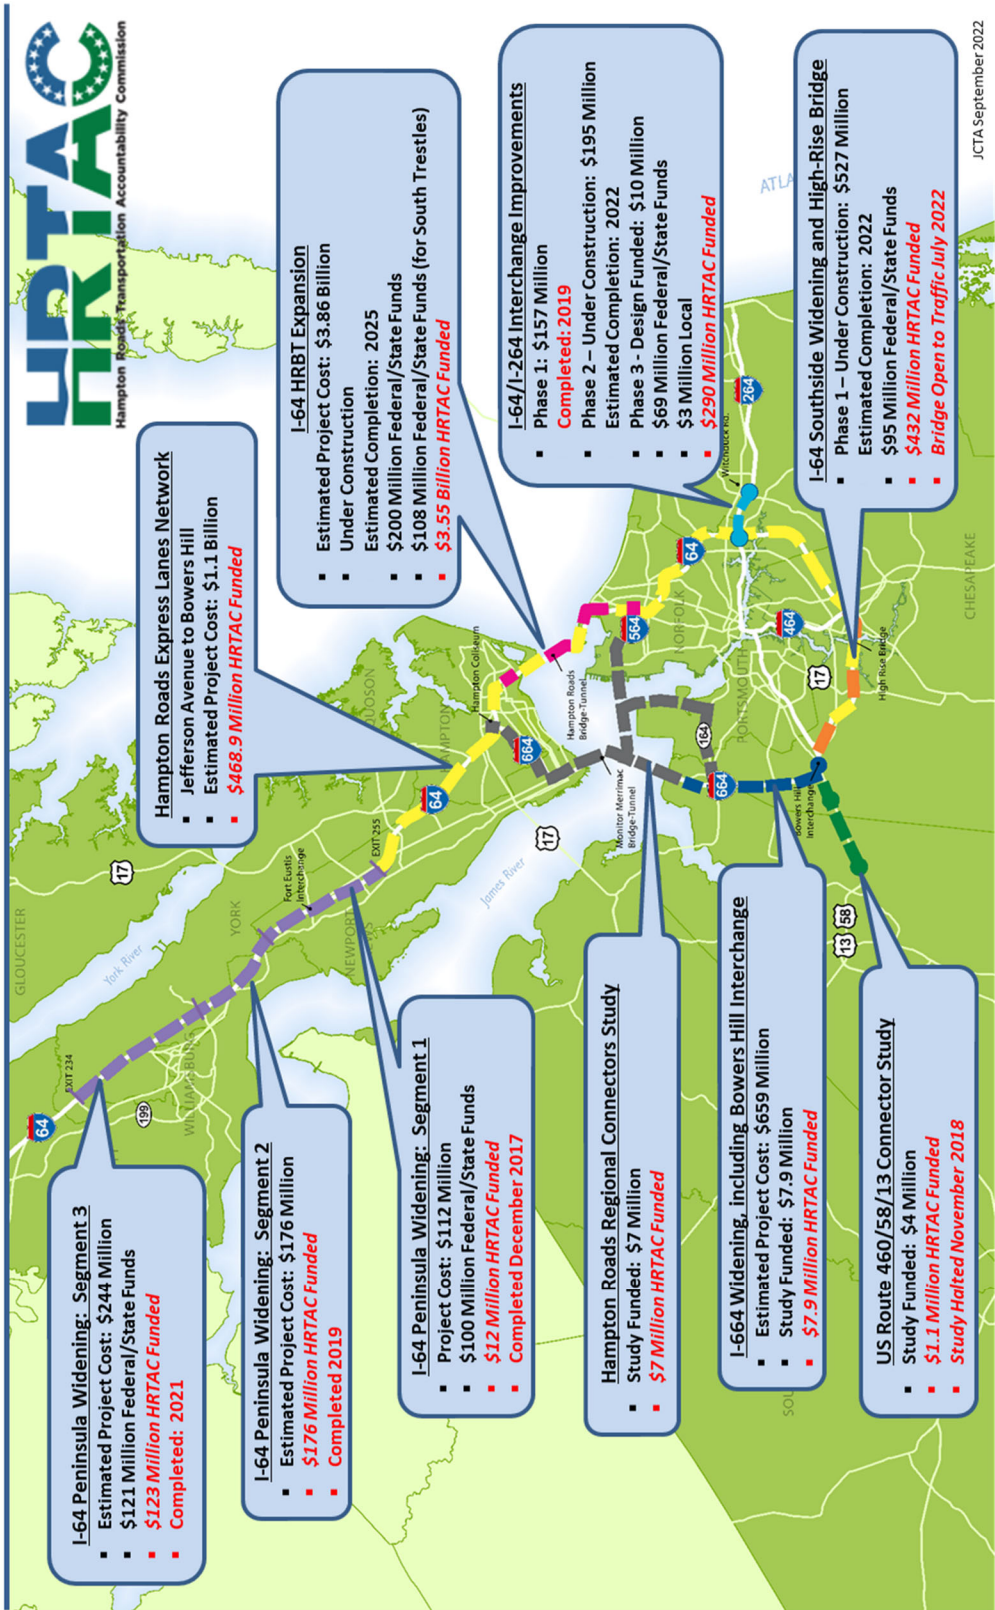 HRTAC
Hampton Roads Transportation Accountability Commission
I-64 Peninsula Widening: Segment 3
Estimated Project Cost: $244 Million
$121 Million Federal/State Funds
$123 Million HRTAC Funded
Completed: 2021
I-64 Peninsula Widening: Segment 2
Estimated Project Cost: $176 Million
$176 Million HRTAC Funded
Completed 2019
I-64 Peninsula Widening: Segment 1
Project Cost: $112 Million
$100 Million Federal/State Funds
$12 Million HRTAC Funded
Completed December 2017
Hampton Roads Regional Connectors Study
Study Funded: $7 Million
$7 Million HRTAC Funded
I-664 Widening, including Bowers Hill Interchange
Estimated Project Cost: $659 Million
Study Funded: $7.9 Million
$7.9 Million HRTAC Funded
US Route 460/58/13 Connector Study
Study Funded: $4 Million
$1.1 Million HRTAC Funded
Study Halted November 2018
Hampton Roads Express Lanes Network
Jefferson Avenue to Bowers Hill
Estimated Project Cost: $1.1 Billion
$468.9 Million HRTAC Funded
I-64 HRBT Expansion
Estimated Project Cost: $3.86 Billion
Under Construction
Estimated Completion: 2025
$200 Million Federal/State Funds
$108 Million Federal/State Funds (for South Trestles)
$3.55 Billion HRTAC Funded
I-64/I-264 Interchange Improvements
Phase 1: $157 Million
Completed: 2019
Phase 2 – Under Construction: $195 Million
Estimated Completion: 2022
Phase 3 - Design Funded: $10 Million
$69 Million Federal/State Funds
$3 Million Local
$290 Million HRTAC Funded
I-64 Southside Widening and High-Rise Bridge
Phase 1 – Under Construction: $527 Million
Estimated Completion: 2022
$95 Million Federal/State Funds
$432 Million HRTAC Funded
Bridge Open to Traffic July 2022
GLOUCESTER
17
York River
64
EXIT 234
199
WILLIAMSBURG
YORK
Fort Eustis
Interchange
NEWPORT
WS
EXIT 255
QUOSON
64
HAMPTON
Hampton Coliseum
664
James River
17
Hampton Roads
Bridge-Tunnel
Monitor Merrimac
Bridge-Tunnel
564
64
NORFOLK
164
664
PORTSMOUTH
Witchduck Rd.
264
464
17
High Rise Bridge
Bowers Hill
Interchange
13 58
SOU
CHESAPEAKE
ATLA
JCTA September 2022